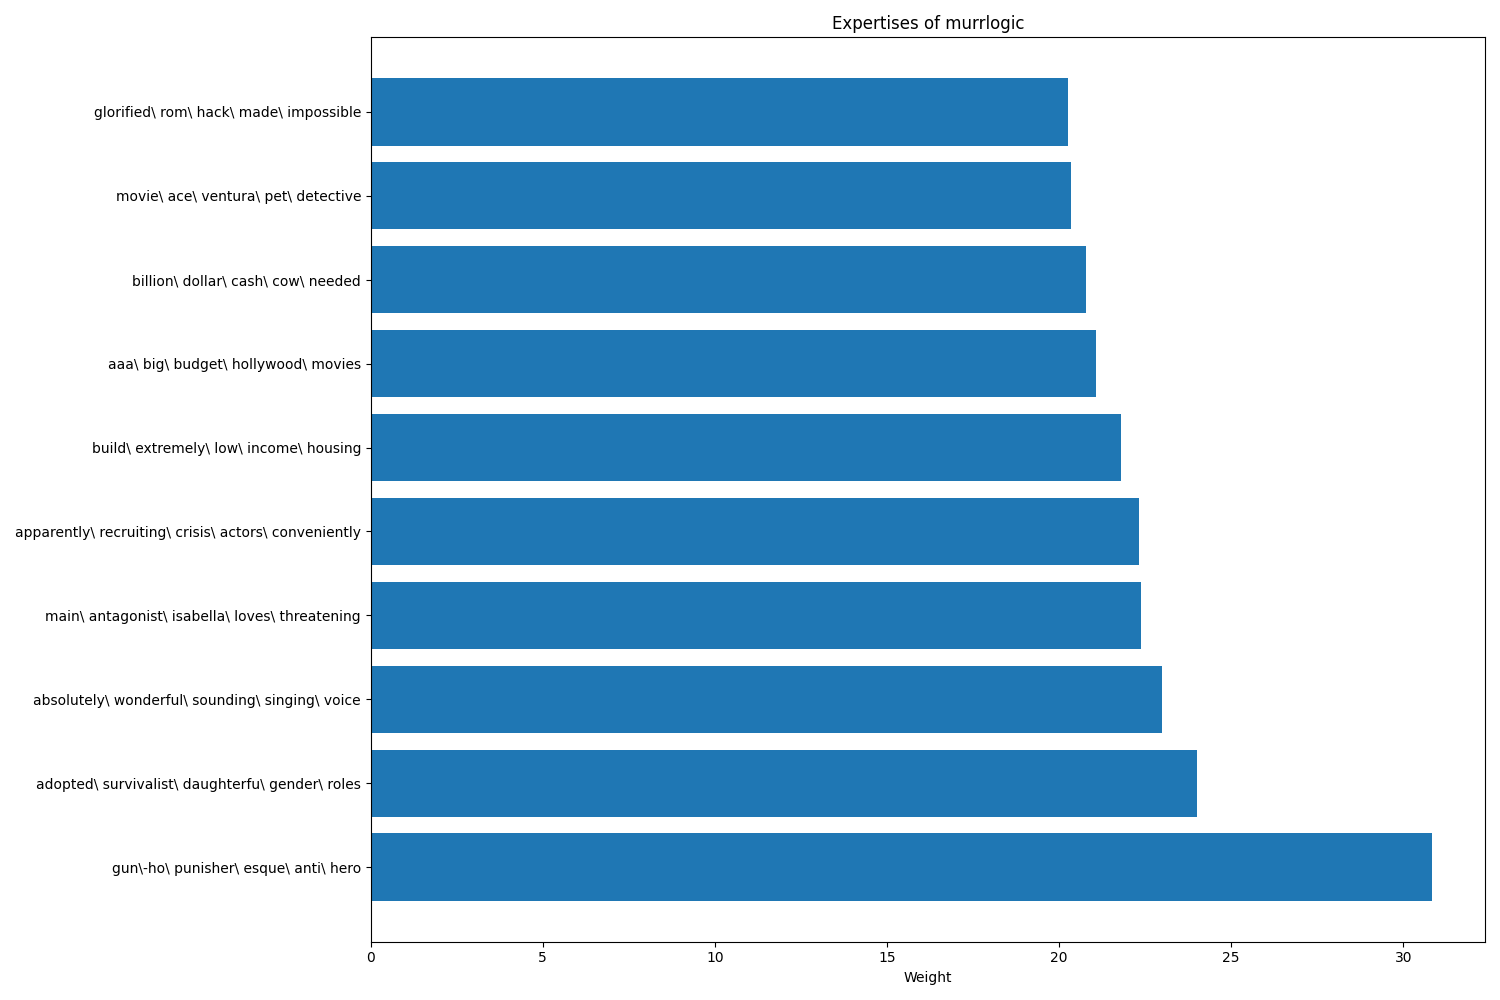 Expertises of murrlogic
glorified\ rom\ hack\ made\ impossible
movie\ ace\ ventura\ pet\ detective
billion\ dollar\ cash\ cow\ needed
aaa\ big\ budget\ hollywood\ movies
build\ extremely\ low\ income\ housing
apparently\ recruiting\ crisis\ actors\ conveniently
main\ antagonist\ isabella\ loves\ threatening
absolutely\ wonderful\ sounding\ singing\ voice
adopted\ survivalist\ daughterfu\ gender\ roles
gun\-ho\ punisher\ esque\ anti\ hero
0 5 10 15 20 25 30
Weight